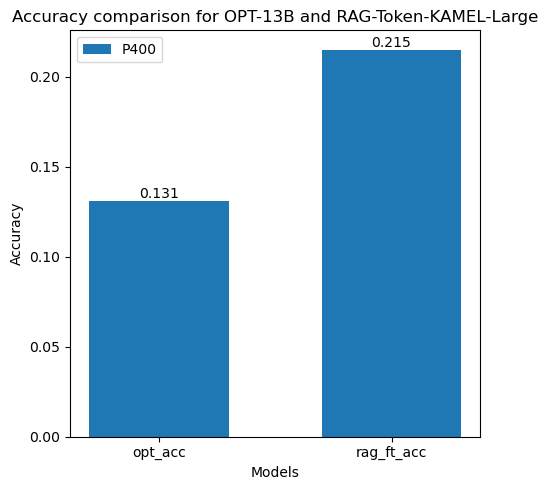 Accuracy comparison for OPT-13B and RAG-Token-KAMEL-Large
P400
0.215
0.131
0.20
0.15
0.10
0.05
0.00
Accuracy
opt_acc
rag_ft_acc
Models